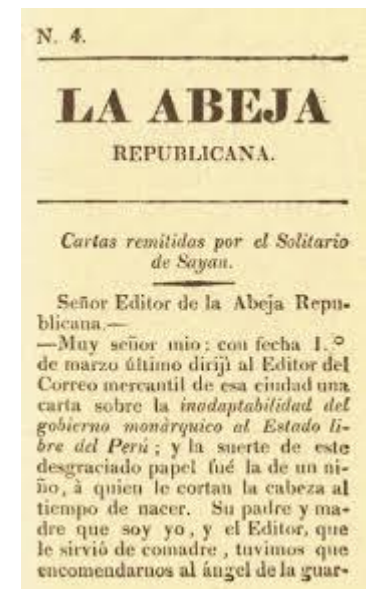 N. 4.
LA ABEJA
REPUBLICANA.
Cartas remitidas por el Solitario
de Sayan.
Señor Editor de la Abeja Repu-
blicana.—
—Muy señor mio: con fecha 1.º
de marzo último dirijì al Editor del
Correo mercantil de esa ciudad una
carta sobre la inadaptabilidad del
gobierno monàrquico al Estado li-
bre del Perú; y la suerte de este
desgraciado papel fué la de un ni-
ño, à quien le cortan la cabeza al
tiempo de nacer. Su padre y ma-
dre que soy yo, y el Editor, que
le sirvió de comadre, tuvimos que
encomendarnos al ángel de la guar-